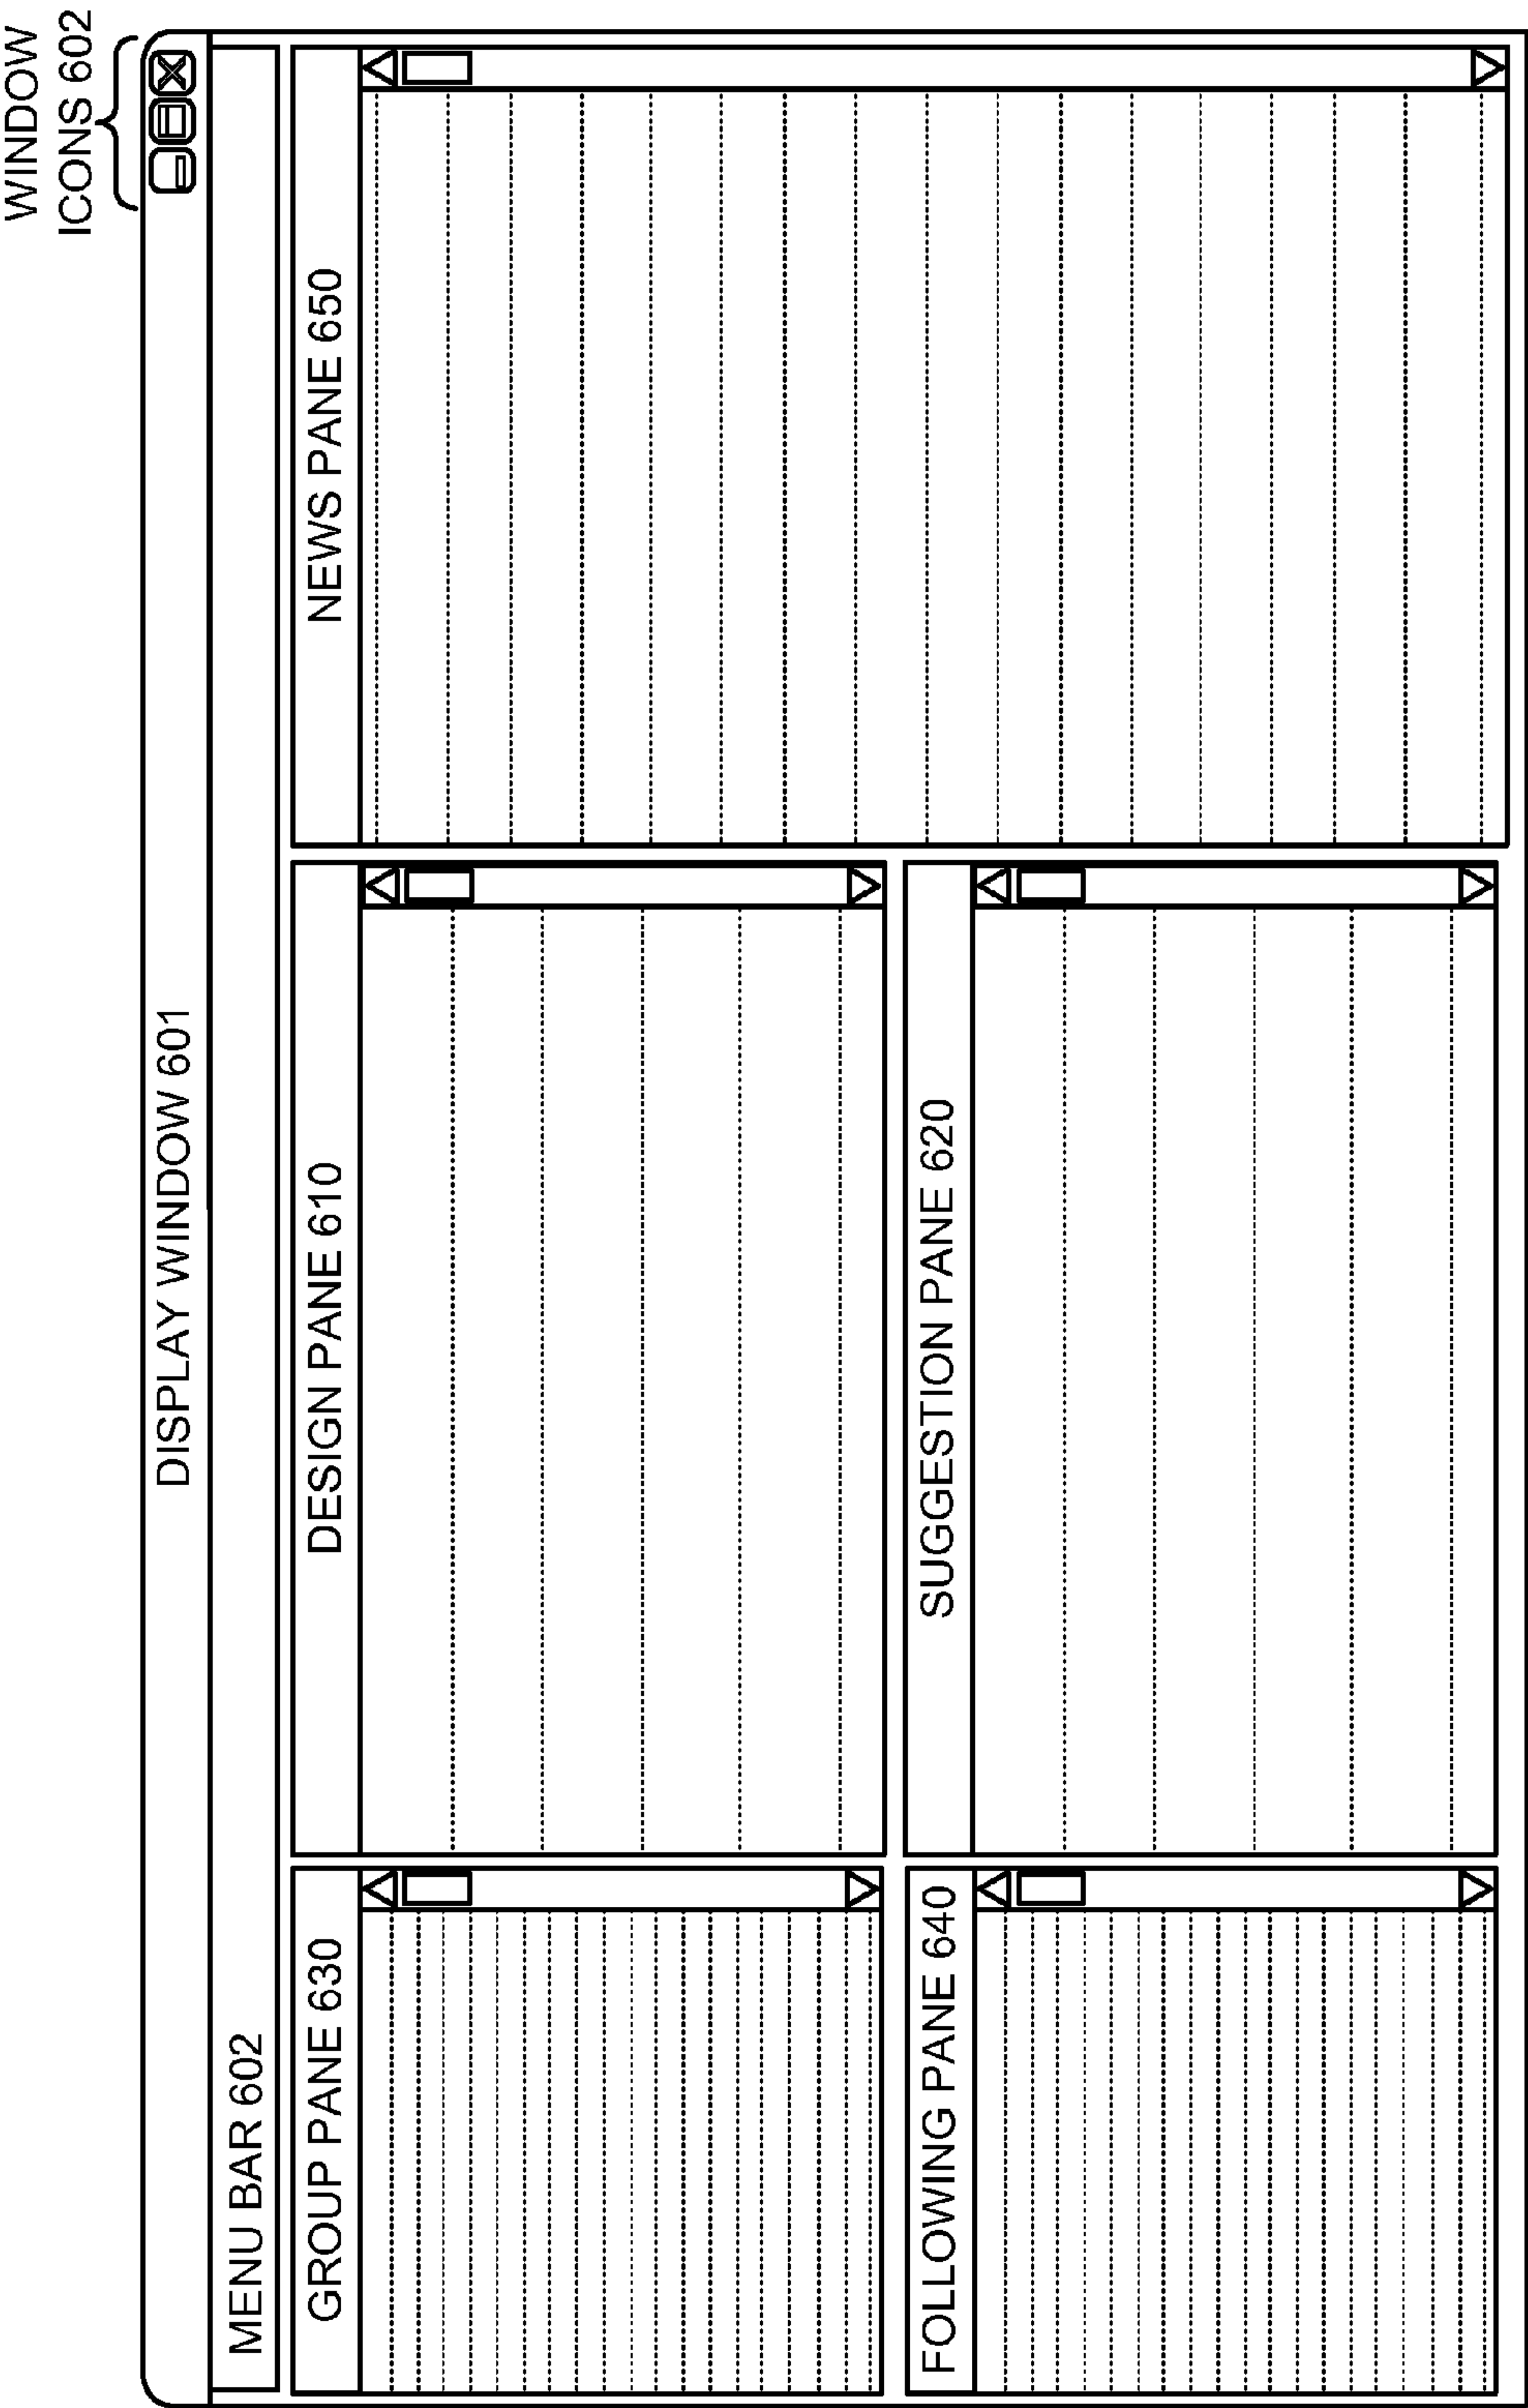 WINDOW
ICONS 602
DISPLAY WINDOW 601
MENU BAR 602
GROUP PANE 630
DESIGN PANE 610
NEWS PANE 650
FOLLOWING PANE 640
SUGGESTION PANE 620